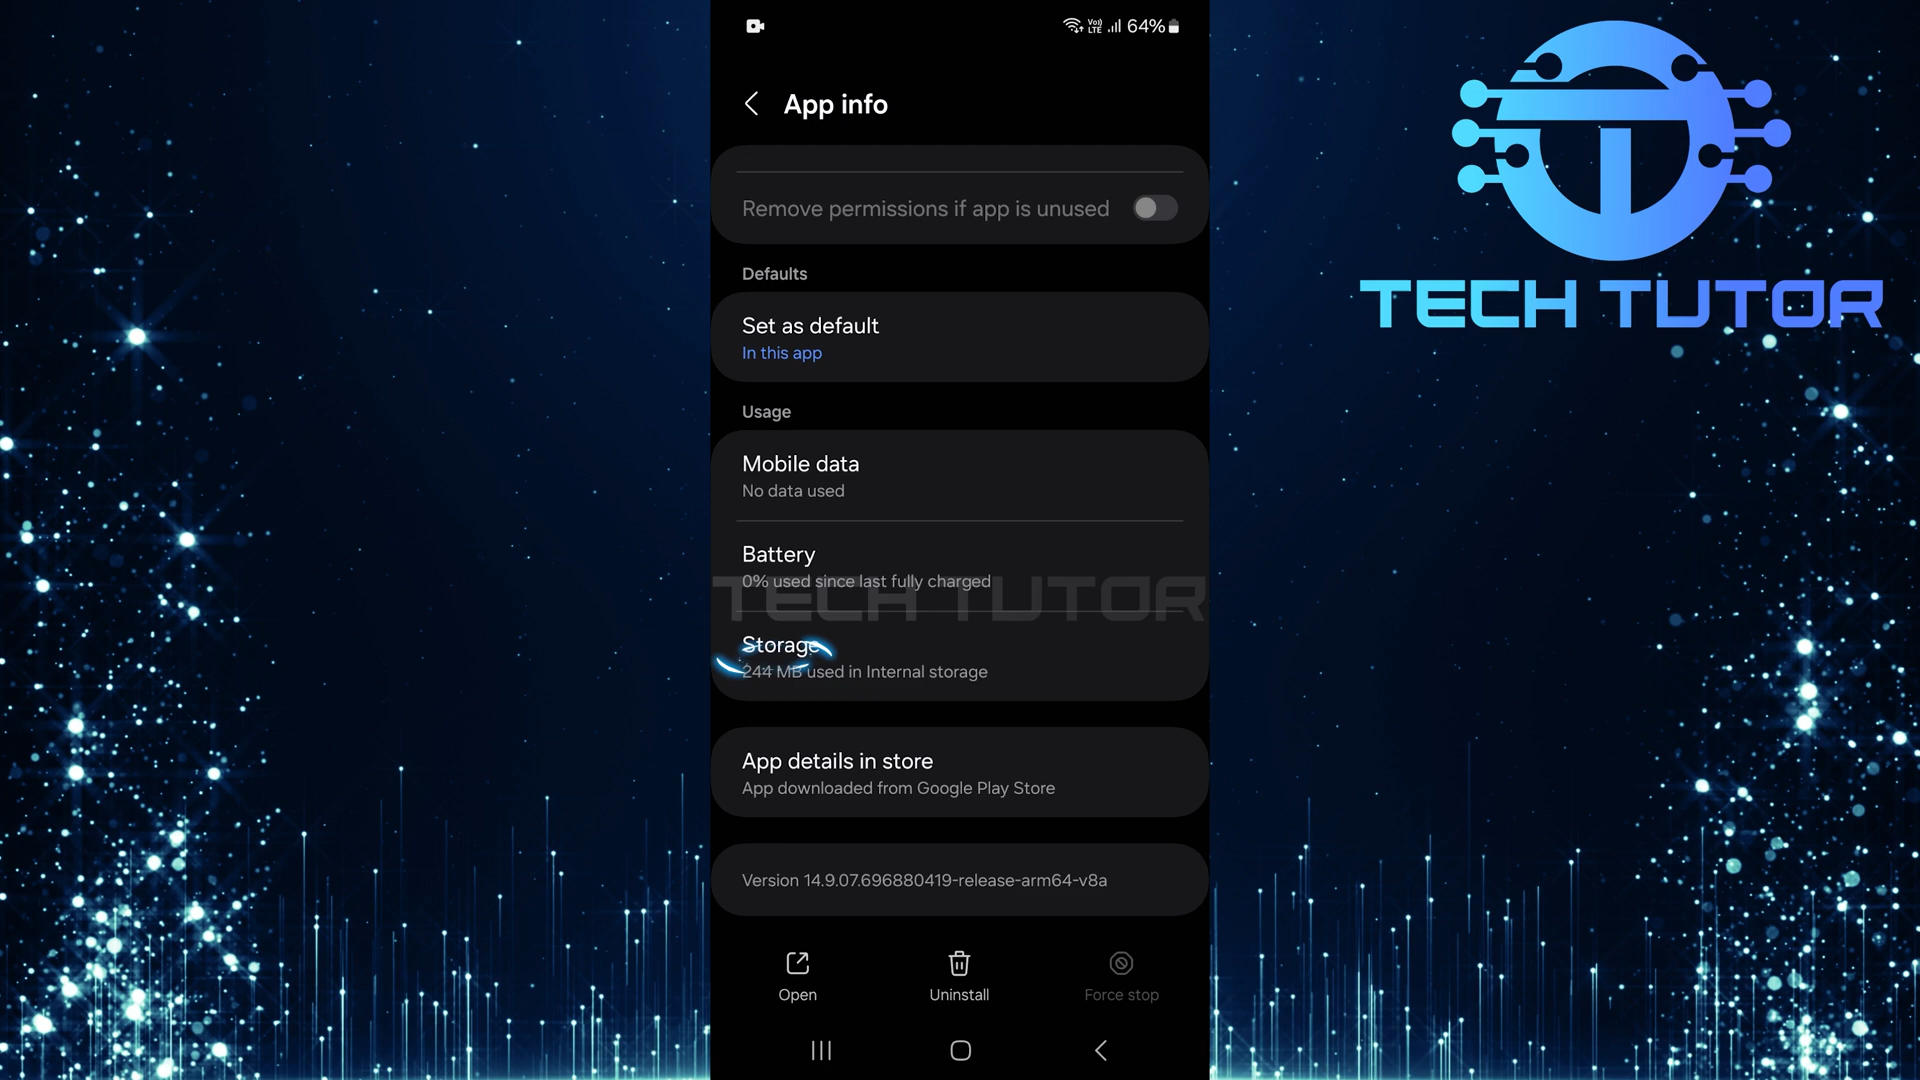 Vo)) LTE 64%
App info
TECH TUTOR
Remove permissions if app is unused
Defaults
Set as default
In this app
Usage
Mobile data
No data used
Battery
0% used since last fully charged
TECH TUTOR
Storage
244 MB used in Internal storage
App details in store
App downloaded from Google Play Store
Version 14.9.07.696880419-release-arm64-v8a
Open
Uninstall
Force stop